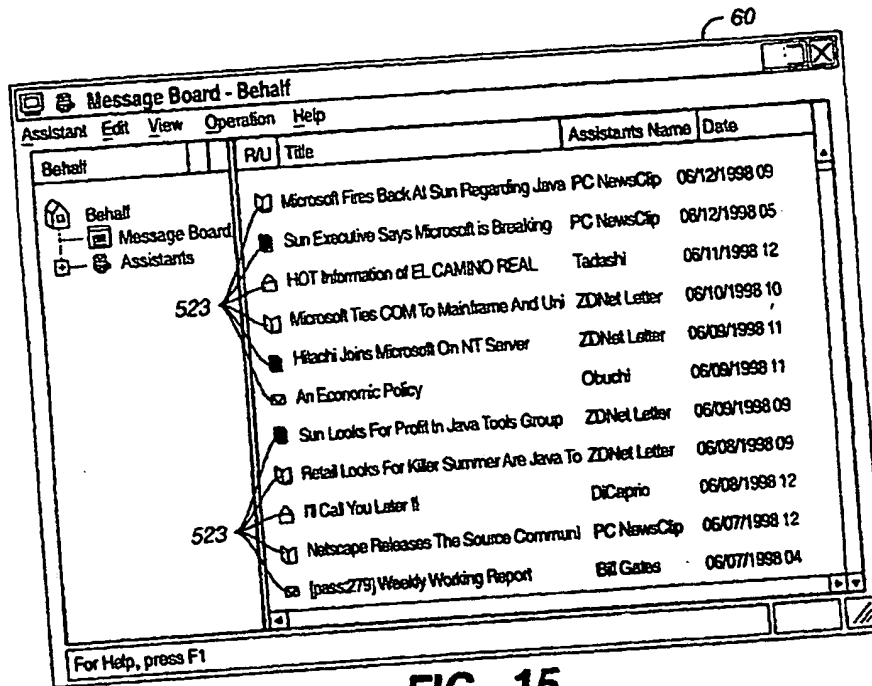 60
Message Board - Behalf
Assistant Edit View Operation Help
Behalf
R/U Title Assistants Name Date
Behalf
Message Board
Assistants
Microsoft Fires Back At Sun Regarding Java PC NewsClip 06/12/1998 09
Sun Executive Says Microsoft is Breaking PC NewsClip 06/12/1998 05
HOT Information of EL CAMINO REAL Tadashi 06/11/1998 12
523
Microsoft Ties COM To Mainframe And Uni ZDNet Letter 06/10/1998 10
Hitachi Joins Microsoft On NT Server ZDNet Letter 06/09/1998 11
An Economic Policy Obuchi 06/09/1998 11
Sun Looks For Profit In Java Tools Group ZDNet Letter 06/09/1998 09
Retail Looks For Killer Summer Are Java To ZDNet Letter 06/08/1998 09
I'll Call You Later !! DiCaprio 06/08/1998 12
523
Netscape Releases The Source Communi PC NewsClip 06/07/1998 12
[pass:279] Weekly Working Report Bill Gates 06/07/1998 04
For Help, press F1
FIG._15